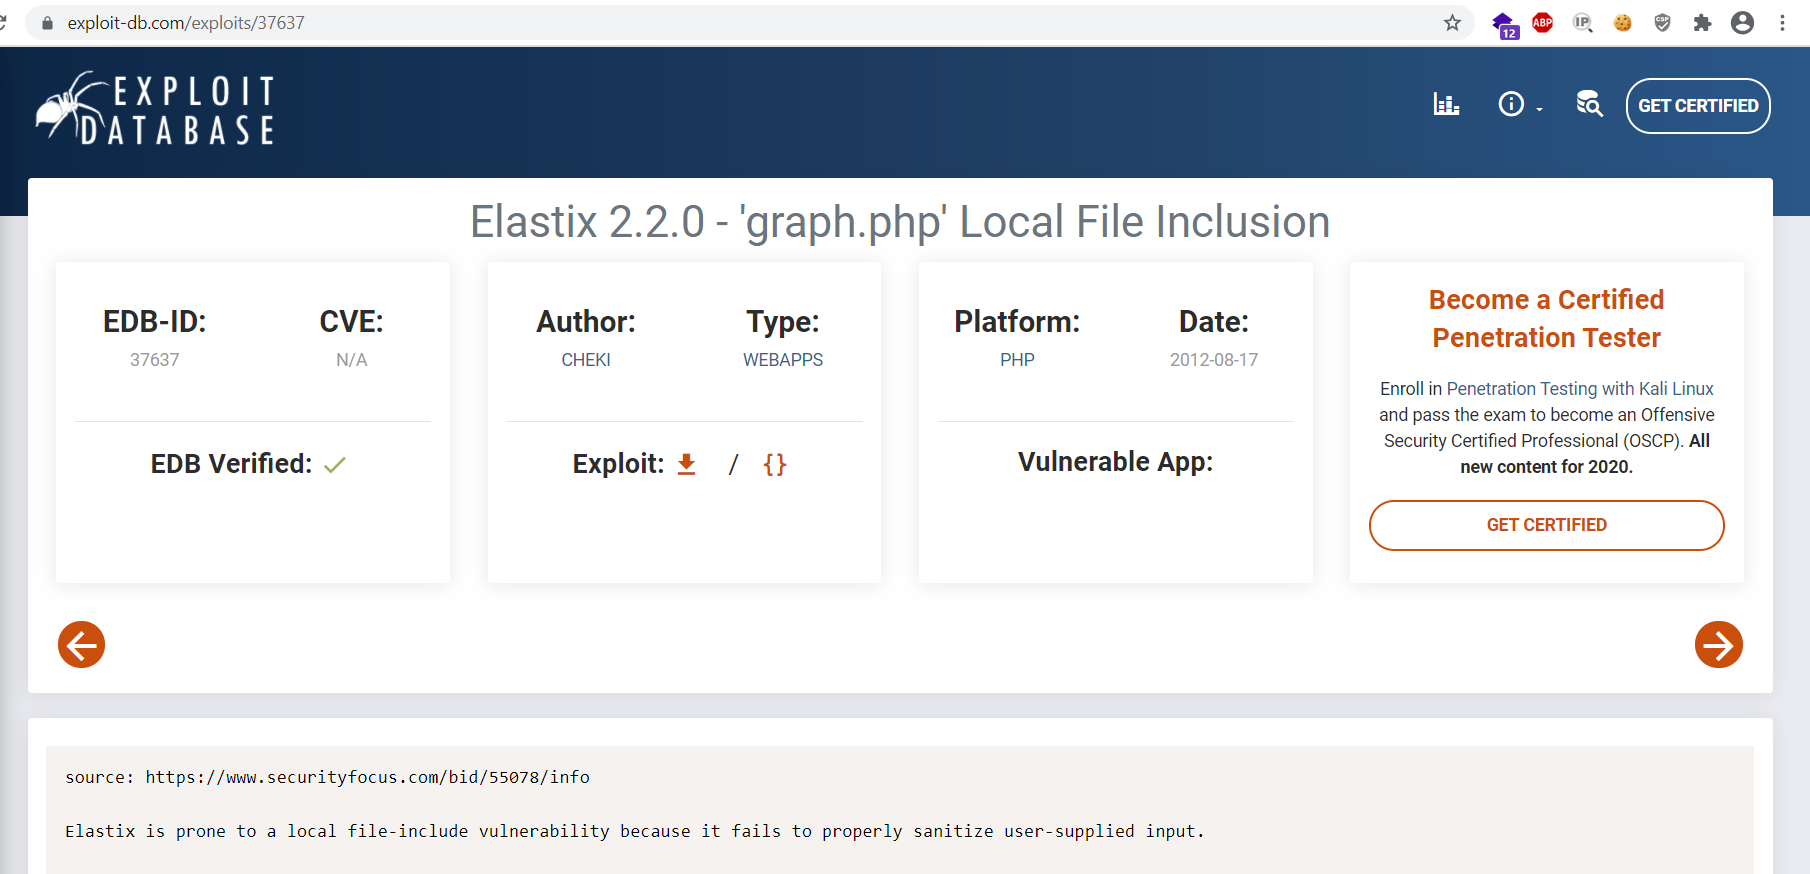 exploit-db.com/exploits/37637
12
ABP
IP
CSP
EXPLOIT
DATABASE
GET CERTIFIED
Elastix 2.2.0 - 'graph.php' Local File Inclusion
EDB-ID:
37637
CVE:
N/A
EDB Verified:
Author:
CHEKI
Type:
WEBAPPS
Exploit: / {}
Platform:
PHP
Date:
2012-08-17
Vulnerable App:
Become a Certified
Penetration Tester
Enroll in Penetration Testing with Kali Linux
and pass the exam to become an Offensive
Security Certified Professional (OSCP). All
new content for 2020.
GET CERTIFIED
source: https://www.securityfocus.com/bid/55078/info
Elastix is prone to a local file-include vulnerability because it fails to properly sanitize user-supplied input.